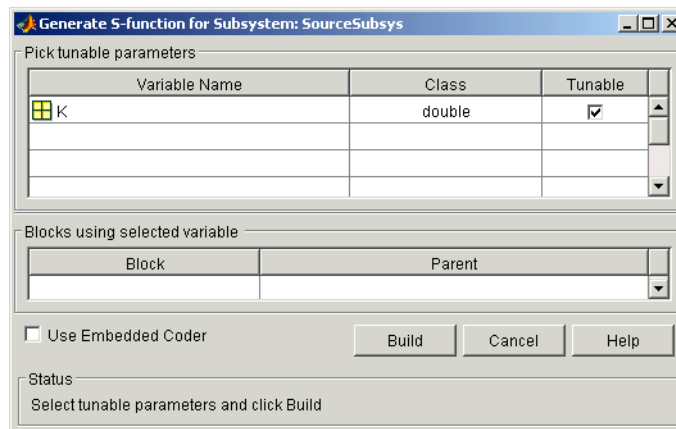 Generate S-function for Subsystem: SourceSubsys
Pick tunable parameters
Variable Name Class Tunable
K double
Blocks using selected variable
Block Parent
Use Embedded Coder Build Cancel Help
Status
Select tunable parameters and click Build